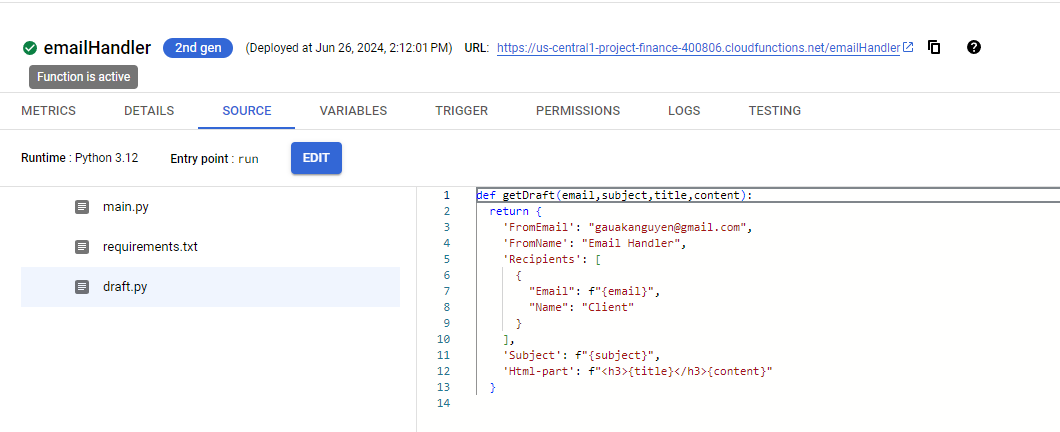 emailHandler 2nd gen (Deployed at Jun 26, 2024, 2:12:01 PM) URL: https://us-central1-project-finance-400806.cloudfunctions.net/emailHandler
Function is active
METRICS DETAILS SOURCE VARIABLES TRIGGER PERMISSIONS LOGS TESTING
Runtime : Python 3.12 Entry point : run EDIT
main.py
requirements.txt
draft.py
1 def getDraft(email,subject,title,content):
2   return {
3     'FromEmail': "gauakanguyen@gmail.com",
4     'FromName': "Email Handler",
5     'Recipients': [
6       {
7         "Email": f"{email}",
8         "Name": "Client"
9       }
10     ],
11     'Subject': f"{subject}",
12     'Html-part': f"<h3>{title}</h3>{content}"
13   }
14